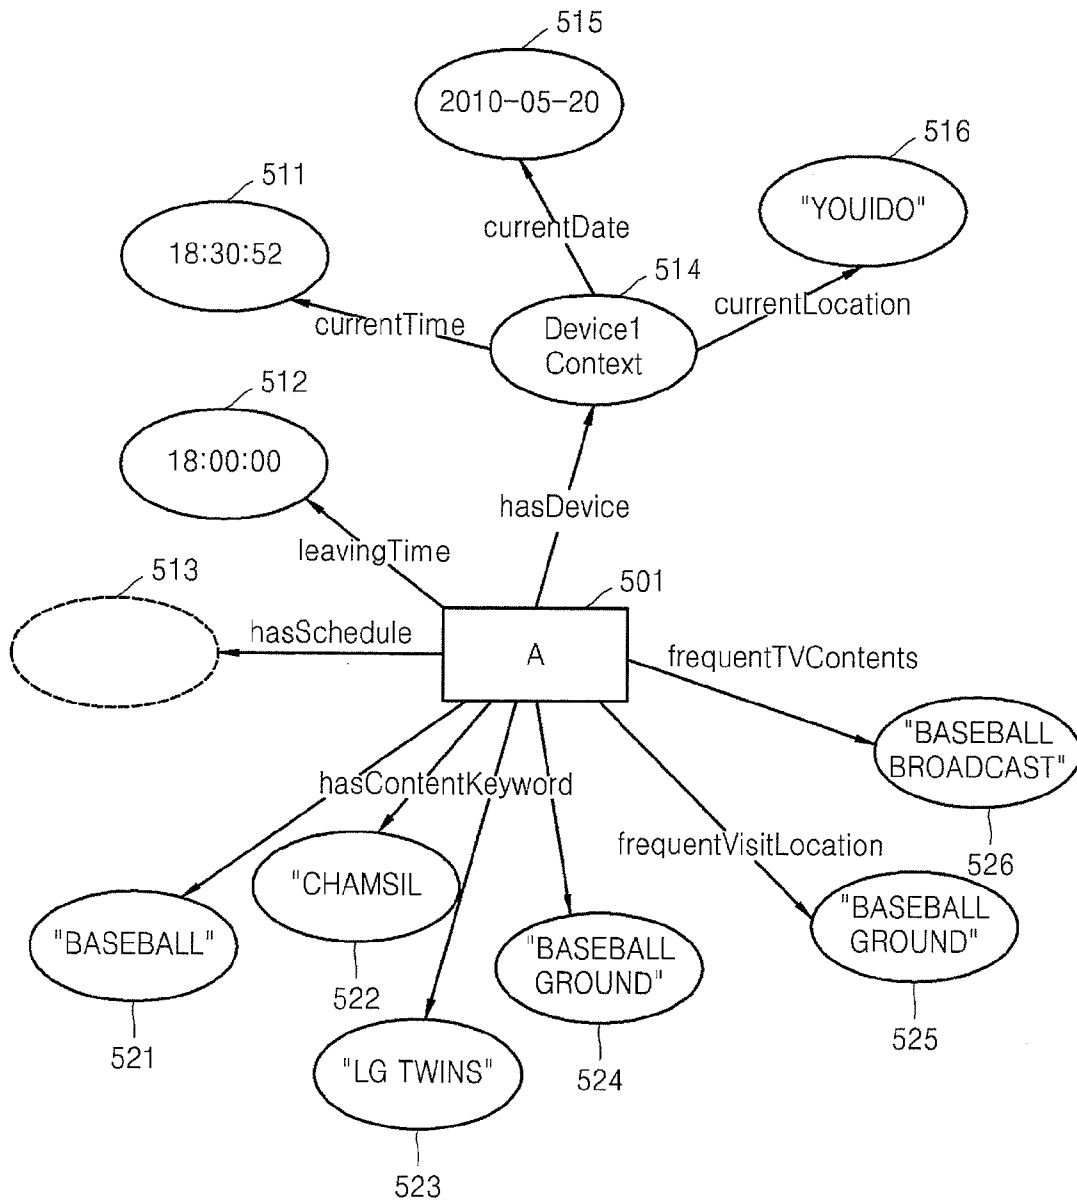 515
2010-05-20
516
"YOUIDO"
511
18:30:52
currentDate
514
currentTime
Device1
Context
currentLocation
512
18:00:00
hasDevice
leavingTime
513
501
hasSchedule
A
frequentTVContents
"BASEBALL
BROADCAST"
526
hasContentKeyword
frequentVisitLocation
"CHAMSIL
522
"BASEBALL"
521
"BASEBALL
GROUND"
524
"BASEBALL
GROUND"
525
"LG TWINS"
523